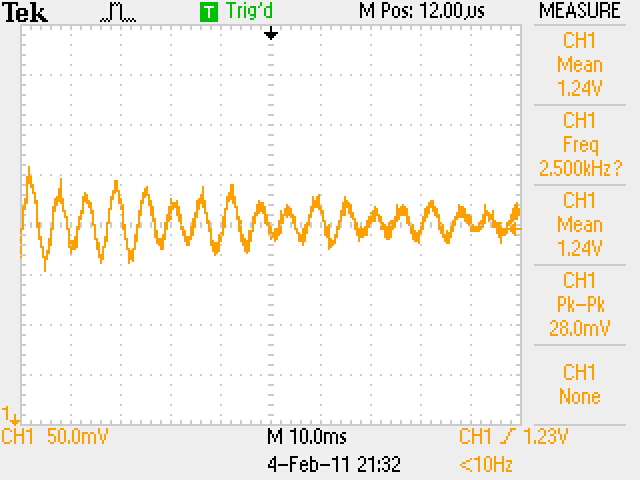 Tek T Trig'd M Pos: 12.00µs MEASURE
CH1
Mean
1.24V
CH1
Freq
2.500kHz?
CH1
Mean
1.24V
CH1
Pk-Pk
28.0mV
CH1
None
1
CH1 50.0mV M 10.0ms CH1 1.23V
4-Feb-11 21:32 <10Hz